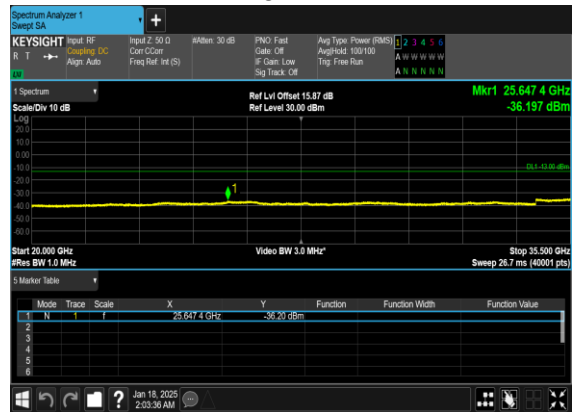 Spectrum Analyzer 1
Swept SA
+
KEYSIGHT Input: RF Input Z: 50 Ω #Atten: 30 dB PNO: Fast Avg Type: Power (RMS) 1 2 3 4 5 6
R T Coupling: DC Corr CCorr Gate: Off Avg|Hold: 100/100 A W W W W W
Align: Auto Freq Ref: Int (S) IF Gain: Low Trig: Free Run A N N N N N
Sig Track: Off
1 Spectrum
Ref Lvl Offset 15.87 dB Mkr1 25.647 4 GHz
Scale/Div 10 dB Ref Level 30.00 dBm -36.197 dBm
Log
20.0
10.0
0.00
-10.0
DL1 -13.00 dBm
-20.0
-30.0
1
-40.0
-50.0
-60.0
Start 20.000 GHz Video BW 3.0 MHz* Stop 35.500 GHz
#Res BW 1.0 MHz Sweep 26.7 ms (40001 pts)
5 Marker Table
Mode Trace Scale X Y Function Function Width Function Value
1 N 1 f 25.647 4 GHz -36.20 dBm
2
3
4
5
6
?
Jan 18, 2025
2:03:36 AM